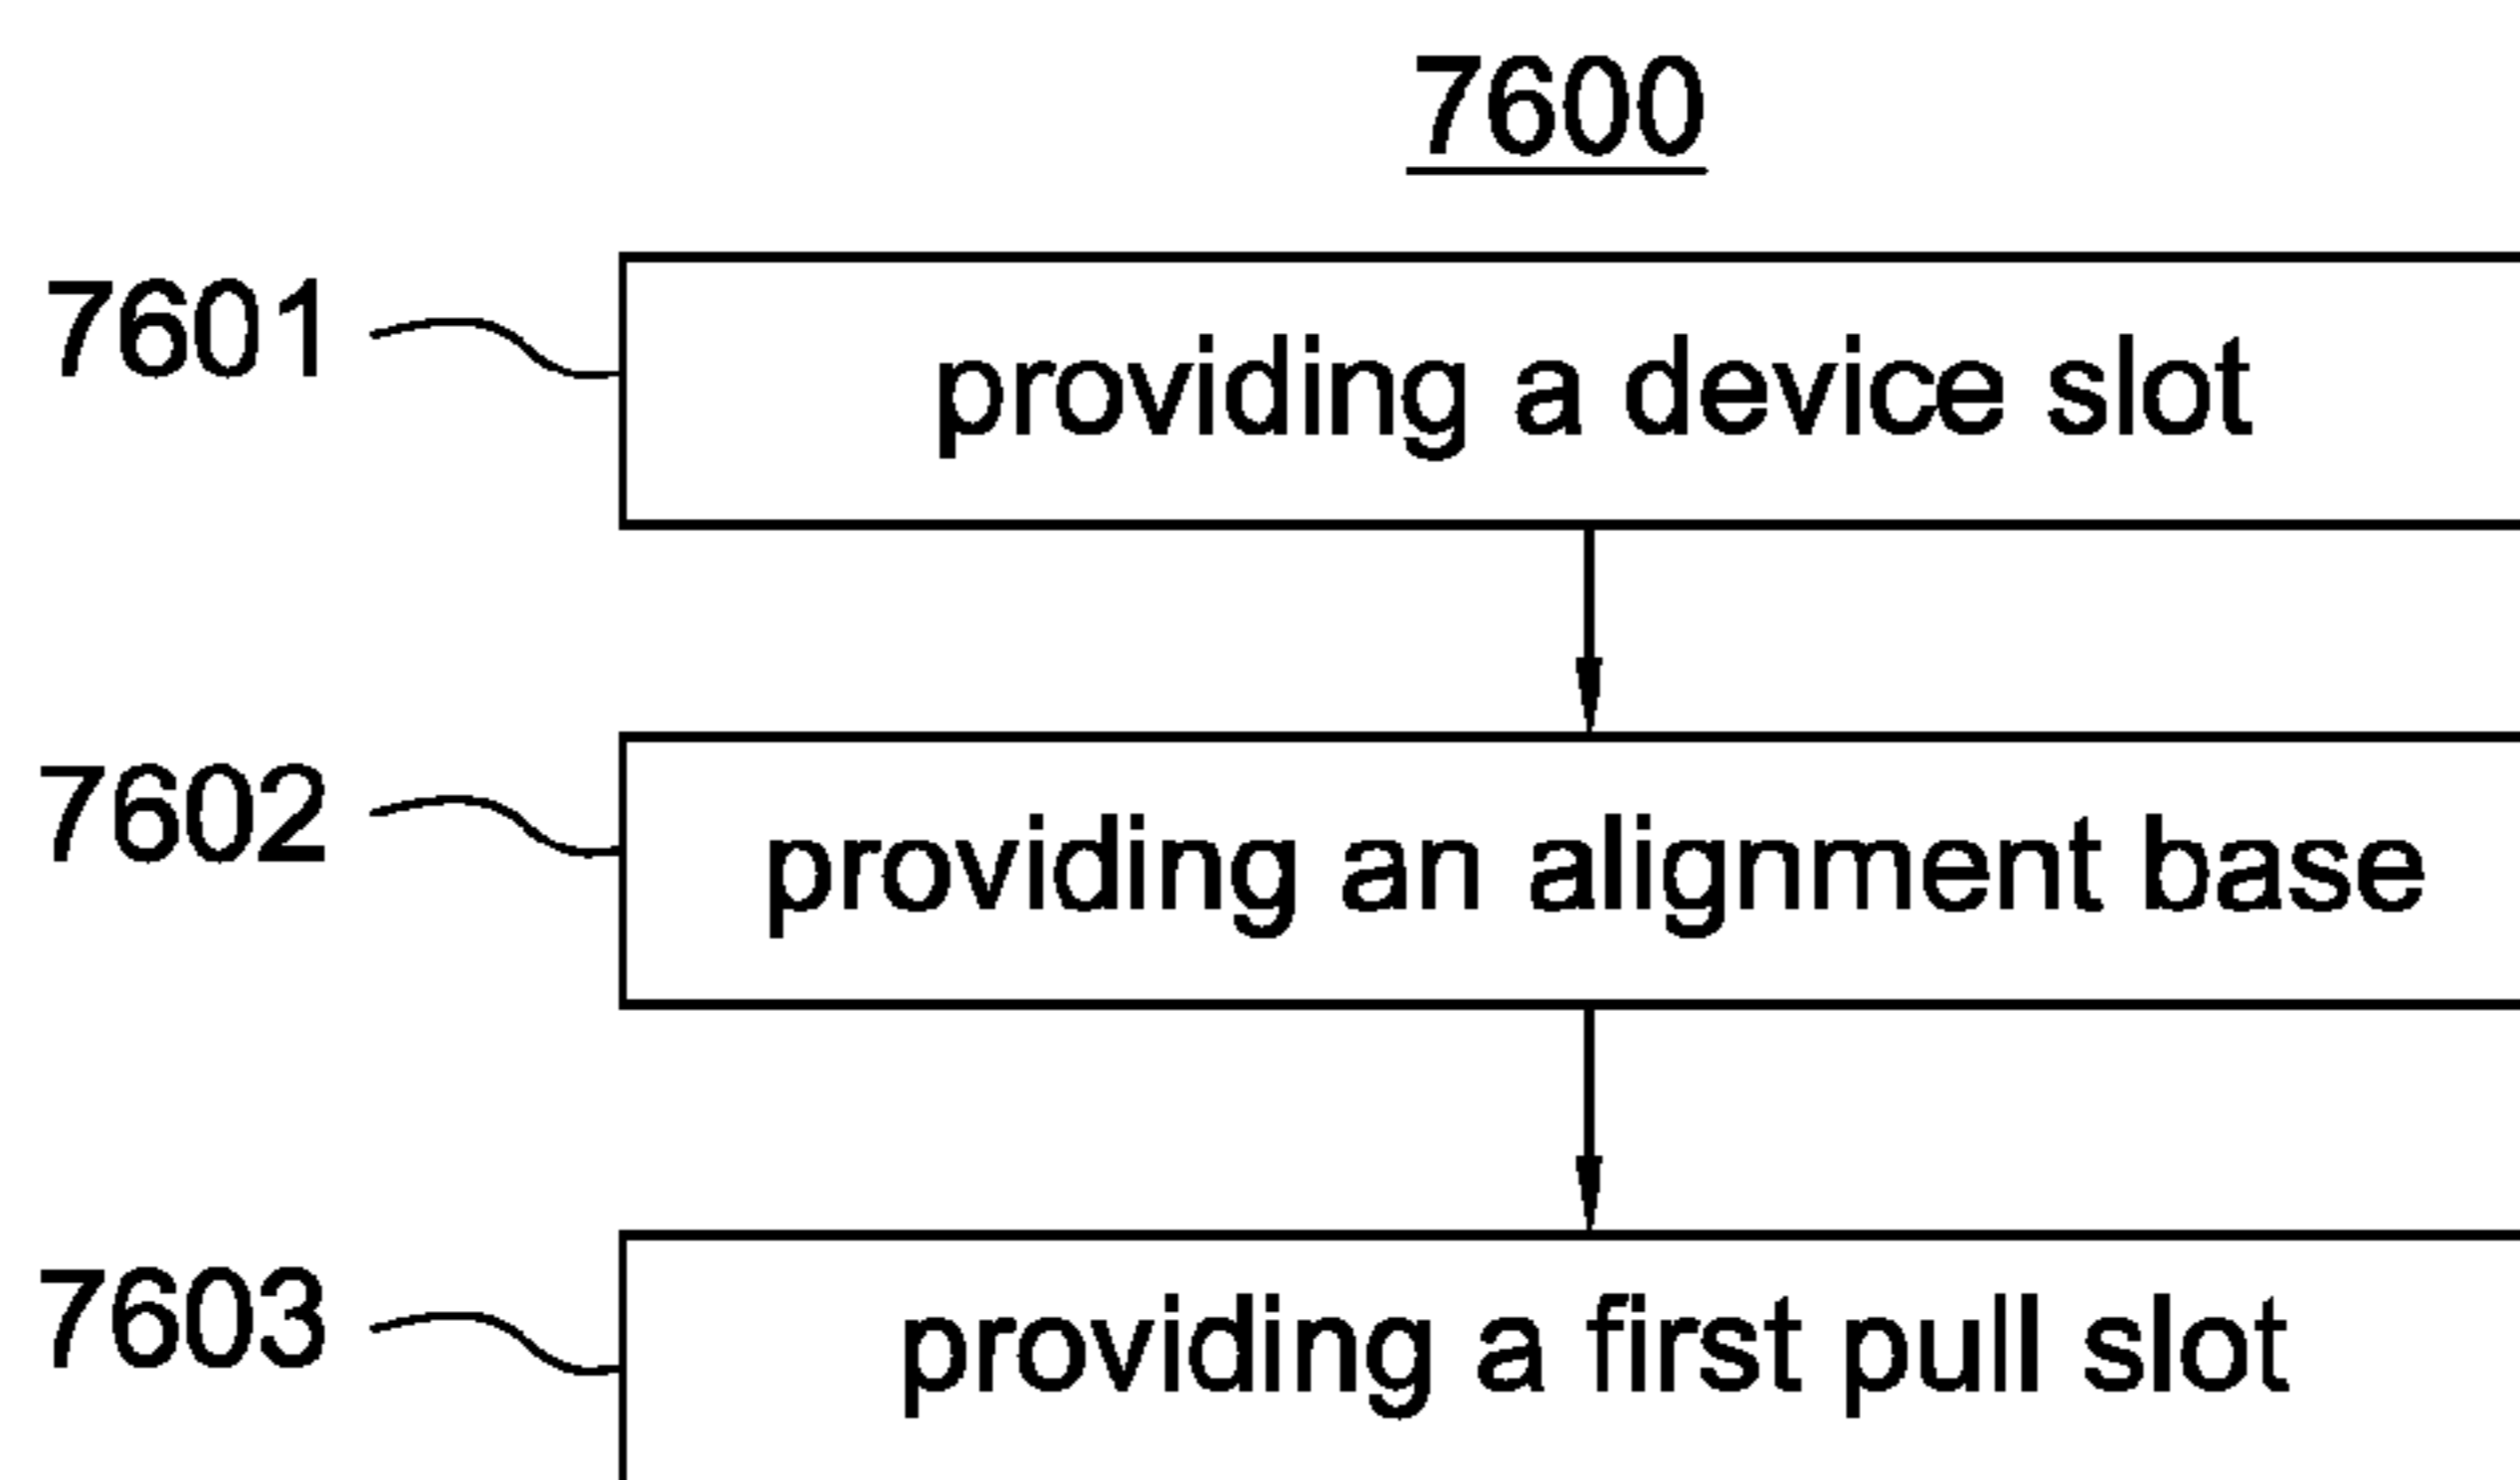 7600
7601 providing a device slot
7602 providing an alignment base
7603 providing a first pull slot